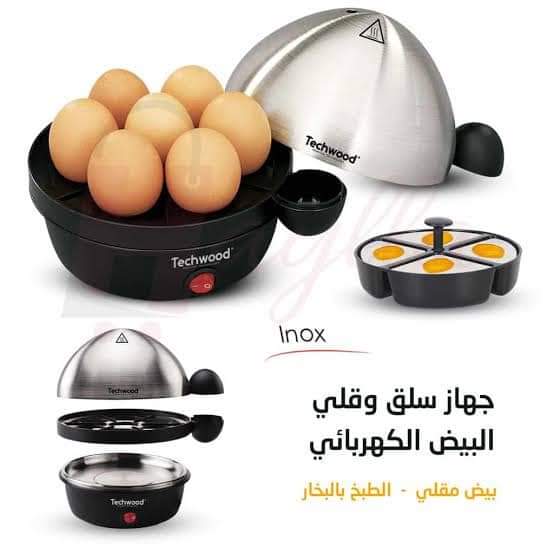 Techwood
Techwood
Inox
Techwood
Techwood
جهاز سلق وقلي
البيض الكهربائي
بيض مقلي - الطبخ بالبخار